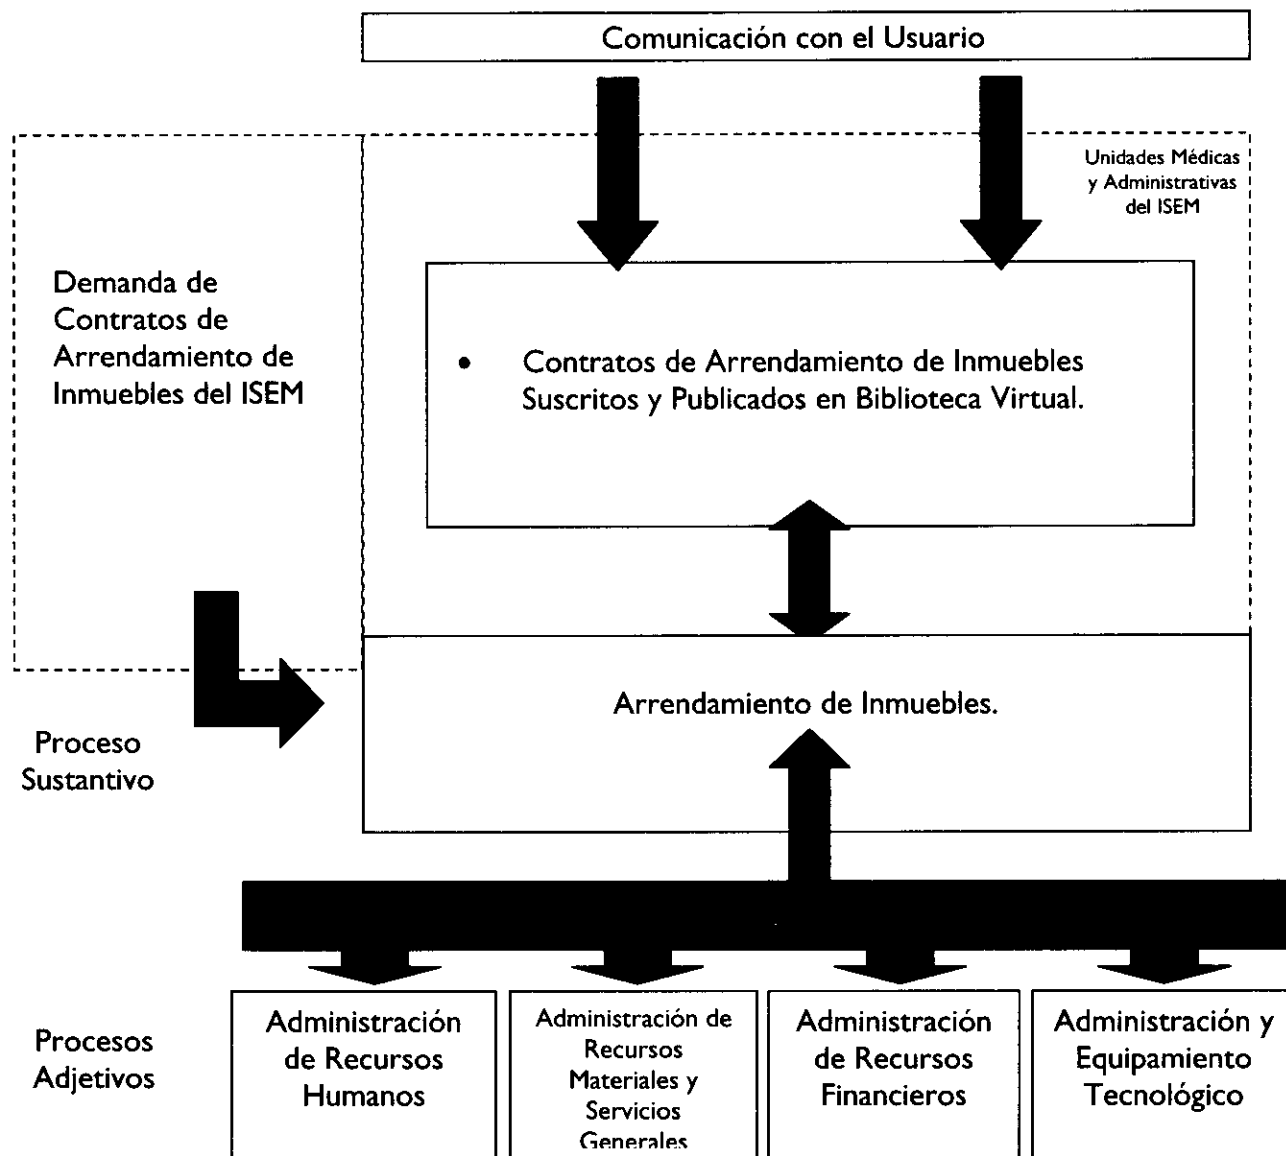 Comunicación con el Usuario
Unidades Médicas
y Administrativas
del ISEM
Demanda de
Contratos de
Arrendamiento de
Inmuebles del ISEM
• Contratos de Arrendamiento de Inmuebles
Suscritos y Publicados en Biblioteca Virtual.
Arrendamiento de Inmuebles.
Proceso
Sustantivo
Procesos
Adjetivos
Administración
de Recursos
Humanos
Administración de
Recursos
Materiales y
Servicios
Generales
Administración
de Recursos
Financieros
Administración y
Equipamiento
Tecnológico